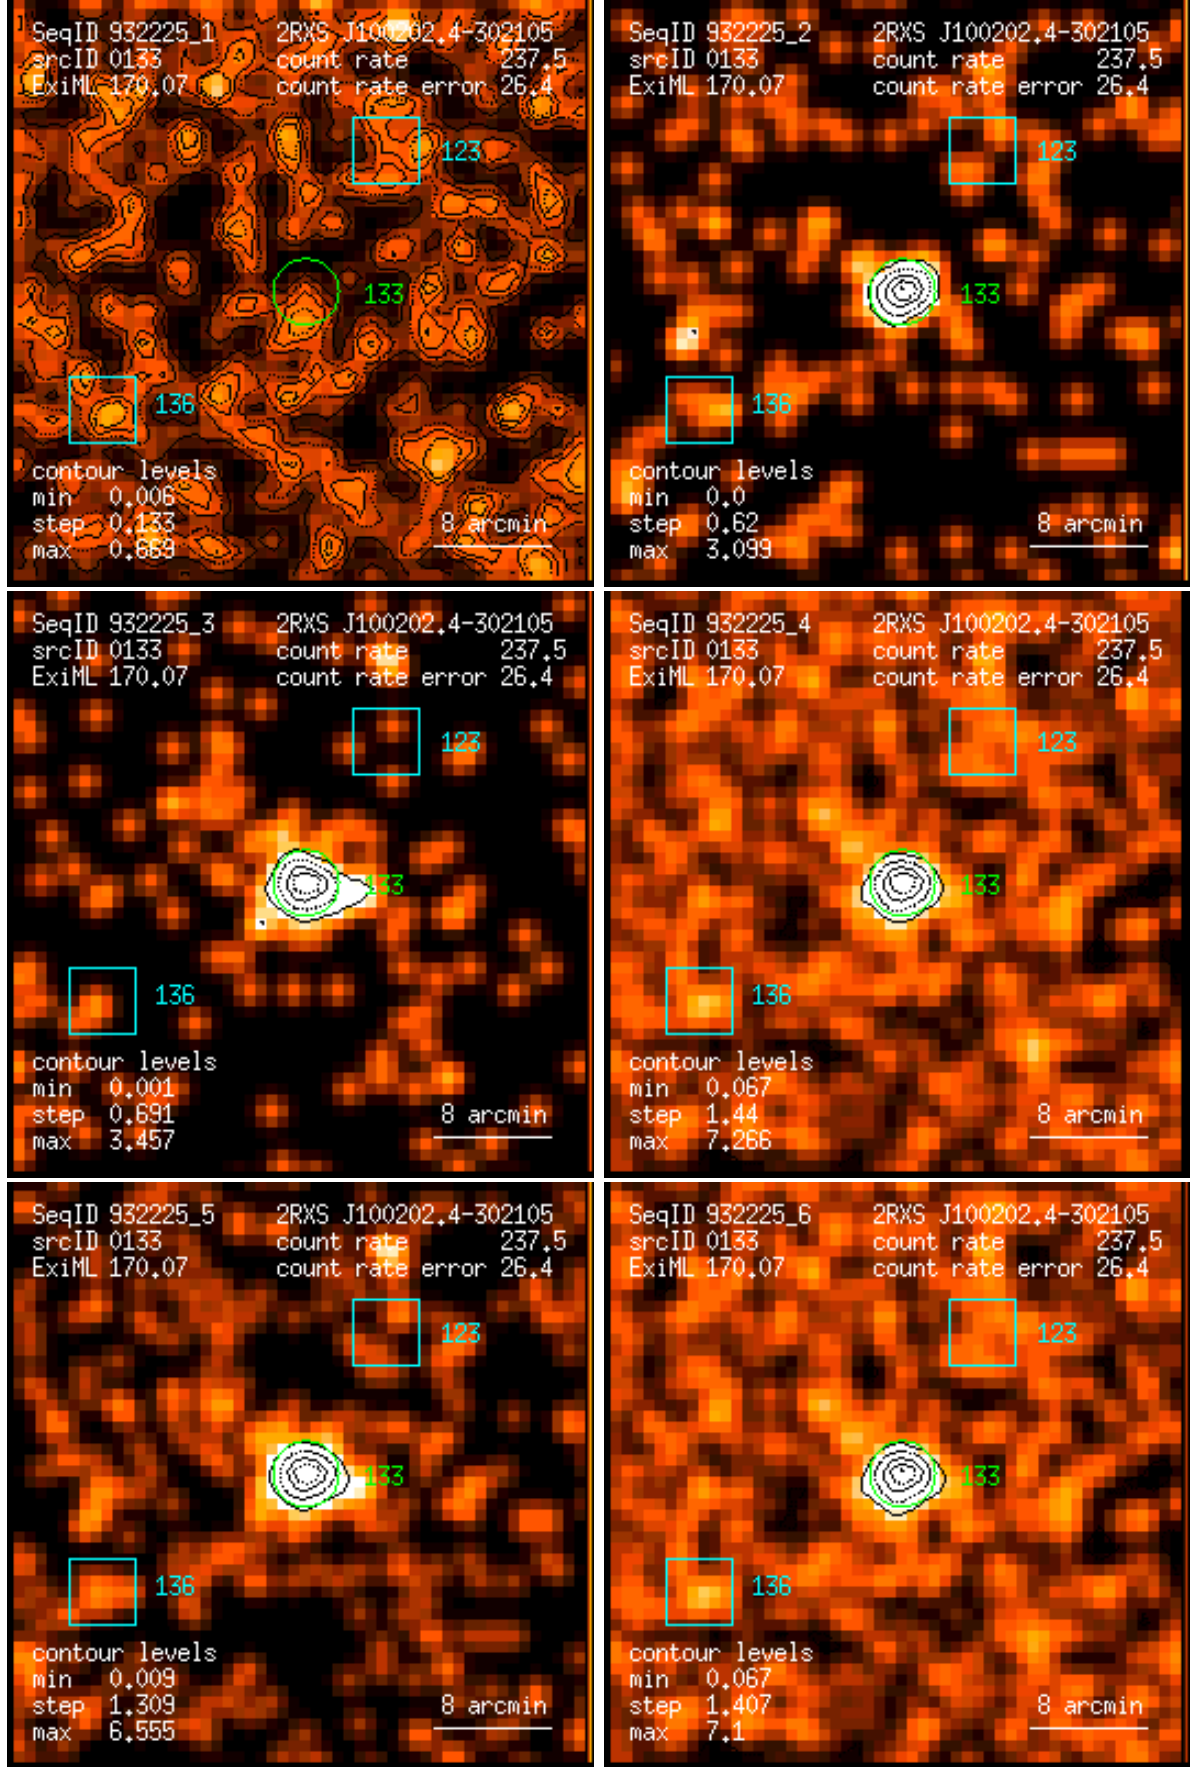 SeqID 932225_1 2RXS J100202.4-302105
srcID 0133 count rate 237.5
ExiML 170.07 count rate error 26.4
123
133
136
contour levels
min 0.006
step 0.133
max 0.669
8 arcmin
SeqID 932225_2 2RXS J100202.4-302105
srcID 0133 count rate 237.5
ExiML 170.07 count rate error 26.4
123
133
136
contour levels
min 0.0
step 0.62
max 3.099
8 arcmin
SeqID 932225_3 2RXS J100202.4-302105
srcID 0133 count rate 237.5
ExiML 170.07 count rate error 26.4
123
133
136
contour levels
min 0.001
step 0.691
max 3.457
8 arcmin
SeqID 932225_4 2RXS J100202.4-302105
srcID 0133 count rate 237.5
ExiML 170.07 count rate error 26.4
123
133
136
contour levels
min 0.067
step 1.44
max 7.266
8 arcmin
SeqID 932225_5 2RXS J100202.4-302105
srcID 0133 count rate 237.5
ExiML 170.07 count rate error 26.4
123
133
136
contour levels
min 0.009
step 1.309
max 6.555
8 arcmin
SeqID 932225_6 2RXS J100202.4-302105
srcID 0133 count rate 237.5
ExiML 170.07 count rate error 26.4
123
133
136
contour levels
min 0.067
step 1.407
max 7.1
8 arcmin